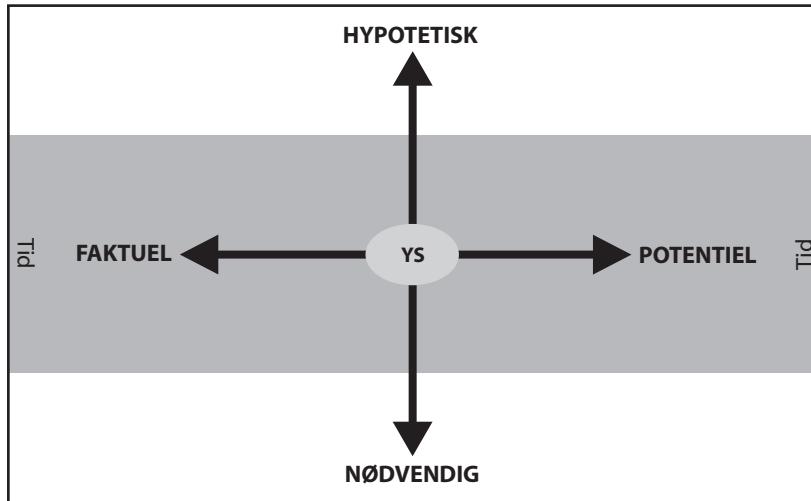 HYPOTETISK
Tid
FAKTUEL
YS
POTENTIEL
Tid
NØDVENDIG